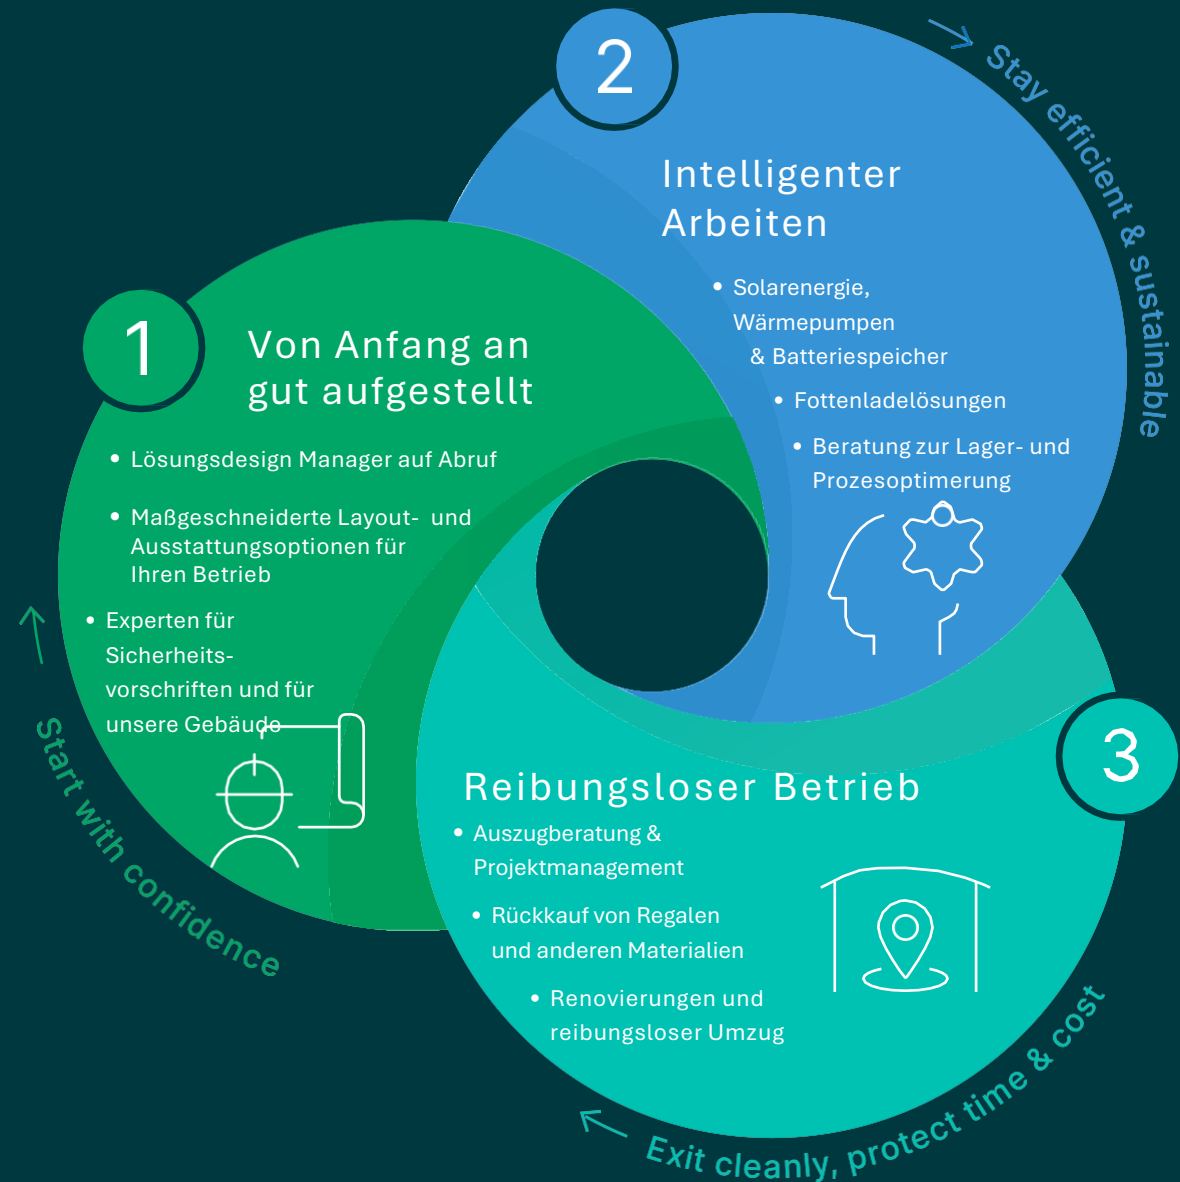 1
Von Anfang an
gut aufgestellt
• Lösungsdesign Manager auf Abruf
• Maßgeschneiderte Layout- und
Ausstattungsoptionen für
Ihren Betrieb
• Experten für
Sicherheits-
vorschriften und für
unsere Gebäude
Start with confidence
2
Intelligenter
Arbeiten
• Solarenergie,
Wärmepumpen
& Batteriespeicher
• Fottenladelösungen
• Beratung zur Lager- und
Prozesoptimerung
Stay efficient & sustainable
3
Reibungsloser Betrieb
• Auszugberatung &
Projektmanagement
• Rückkauf von Regalen
und anderen Materialien
• Renovierungen und
reibungsloser Umzug
Exit cleanly, protect time & cost